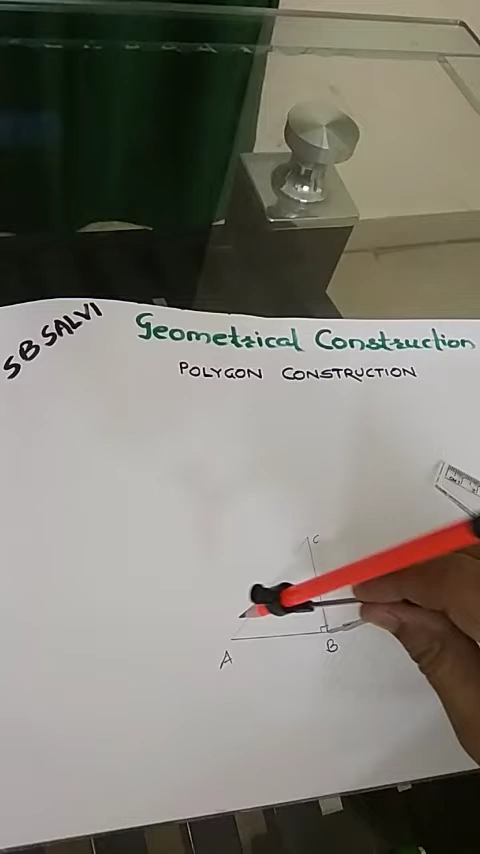 SB SALVI
Geometrical Construction
POLYGON CONSTRUCTION
C
A
B